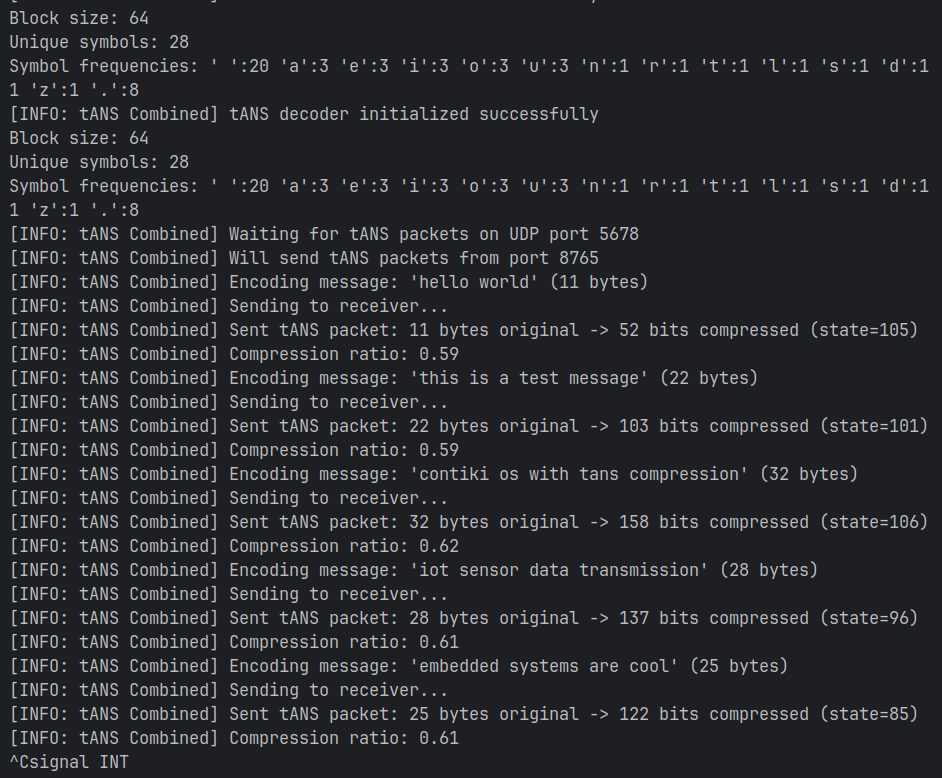 Block size: 64
Unique symbols: 28
Symbol frequencies: ' ':20 'a':3 'e':3 'i':3 'o':3 'u':3 'n':1 'r':1 't':1 'l':1 's':1 'd':1
1 'z':1 '.':8
[INFO: tANS Combined] tANS decoder initialized successfully
Block size: 64
Unique symbols: 28
Symbol frequencies: ' ':20 'a':3 'e':3 'i':3 'o':3 'u':3 'n':1 'r':1 't':1 'l':1 's':1 'd':1
1 'z':1 '.':8
[INFO: tANS Combined] Waiting for tANS packets on UDP port 5678
[INFO: tANS Combined] Will send tANS packets from port 8765
[INFO: tANS Combined] Encoding message: 'hello world' (11 bytes)
[INFO: tANS Combined] Sending to receiver...
[INFO: tANS Combined] Sent tANS packet: 11 bytes original -> 52 bits compressed (state=105)
[INFO: tANS Combined] Compression ratio: 0.59
[INFO: tANS Combined] Encoding message: 'this is a test message' (22 bytes)
[INFO: tANS Combined] Sending to receiver...
[INFO: tANS Combined] Sent tANS packet: 22 bytes original -> 103 bits compressed (state=101)
[INFO: tANS Combined] Compression ratio: 0.59
[INFO: tANS Combined] Encoding message: 'contiki os with tans compression' (32 bytes)
[INFO: tANS Combined] Sending to receiver...
[INFO: tANS Combined] Sent tANS packet: 32 bytes original -> 158 bits compressed (state=106)
[INFO: tANS Combined] Compression ratio: 0.62
[INFO: tANS Combined] Encoding message: 'iot sensor data transmission' (28 bytes)
[INFO: tANS Combined] Sending to receiver...
[INFO: tANS Combined] Sent tANS packet: 28 bytes original -> 137 bits compressed (state=96)
[INFO: tANS Combined] Compression ratio: 0.61
[INFO: tANS Combined] Encoding message: 'embedded systems are cool' (25 bytes)
[INFO: tANS Combined] Sending to receiver...
[INFO: tANS Combined] Sent tANS packet: 25 bytes original -> 122 bits compressed (state=85)
[INFO: tANS Combined] Compression ratio: 0.61
^Csignal INT